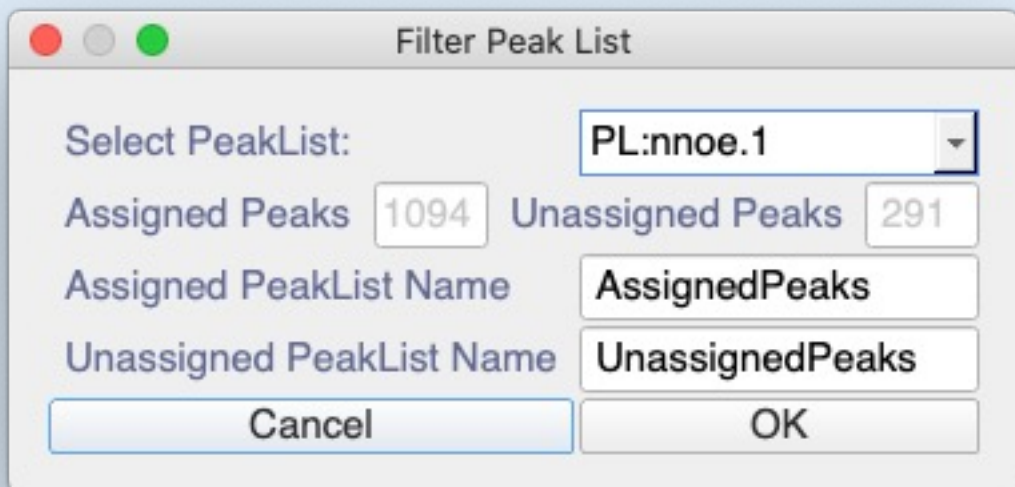 Filter Peak List
Select PeakList: PL:nnoe.1
Assigned Peaks 1094 Unassigned Peaks 291
Assigned PeakList Name AssignedPeaks
Unassigned PeakList Name UnassignedPeaks
Cancel OK